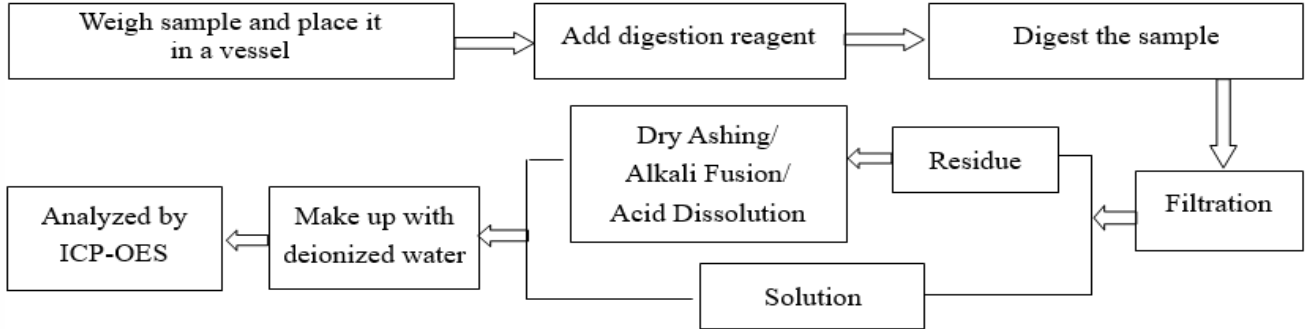 Weigh sample and place it
in a vessel
Add digestion reagent
Digest the sample
Filtration
Residue
Dry Ashing/
Alkali Fusion/
Acid Dissolution
Solution
Make up with
deionized water
Analyzed by
ICP-OES